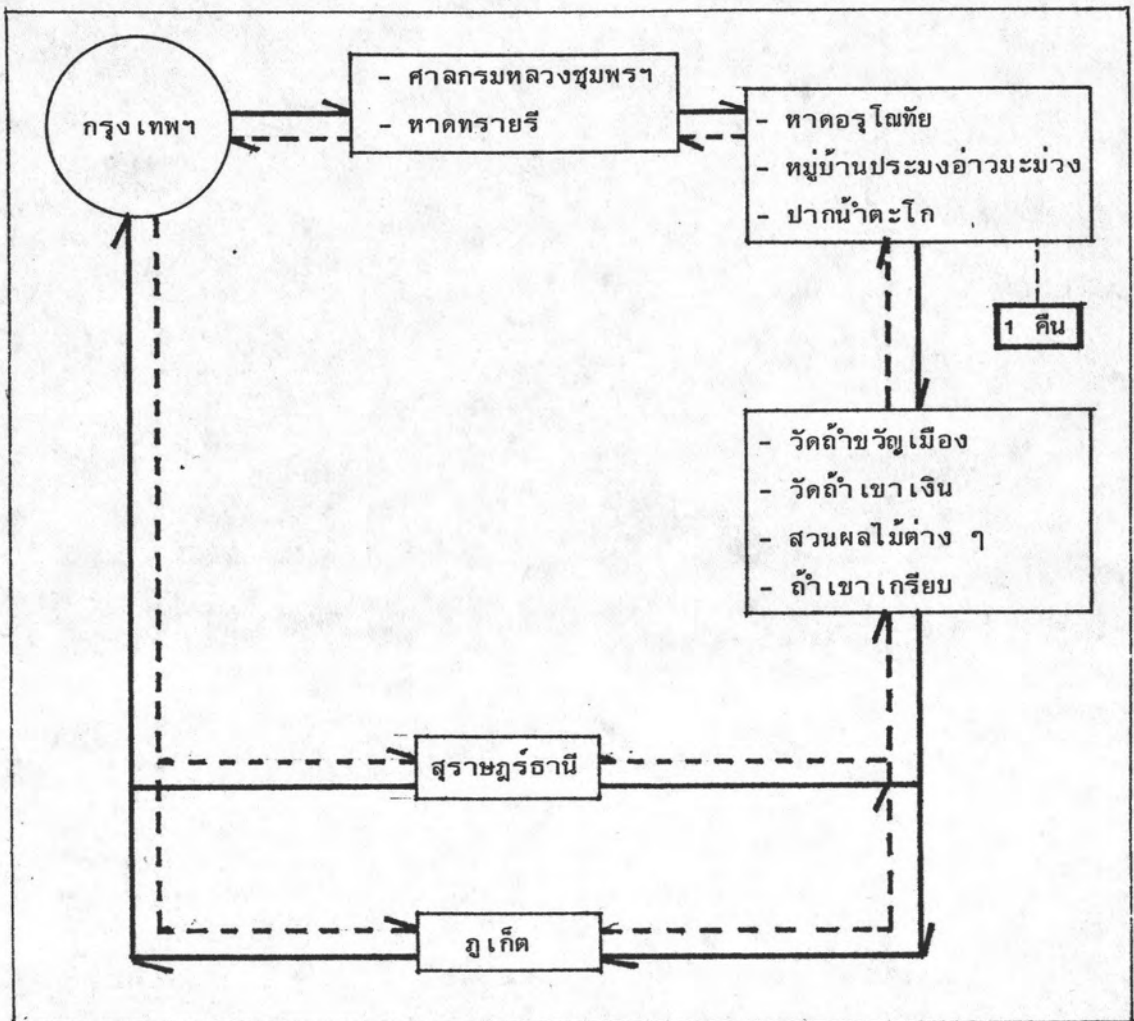 กรุงเทพฯ
- ศาลกรมหลวงชุมพรฯ
- หาดทรายรี
- หาดอรุโณทัย
- หมู่บ้านประมงอ่าวมะม่วง
- ปากน้ำตะโก
1 คืน
- วัดถ้ำขวัญเมือง
- วัดถ้ำเขาเงิน
- สวนผลไม้ต่าง ๆ
- ถ้ำเขาเกรียบ
สุราษฎร์ธานี
ภูเก็ต